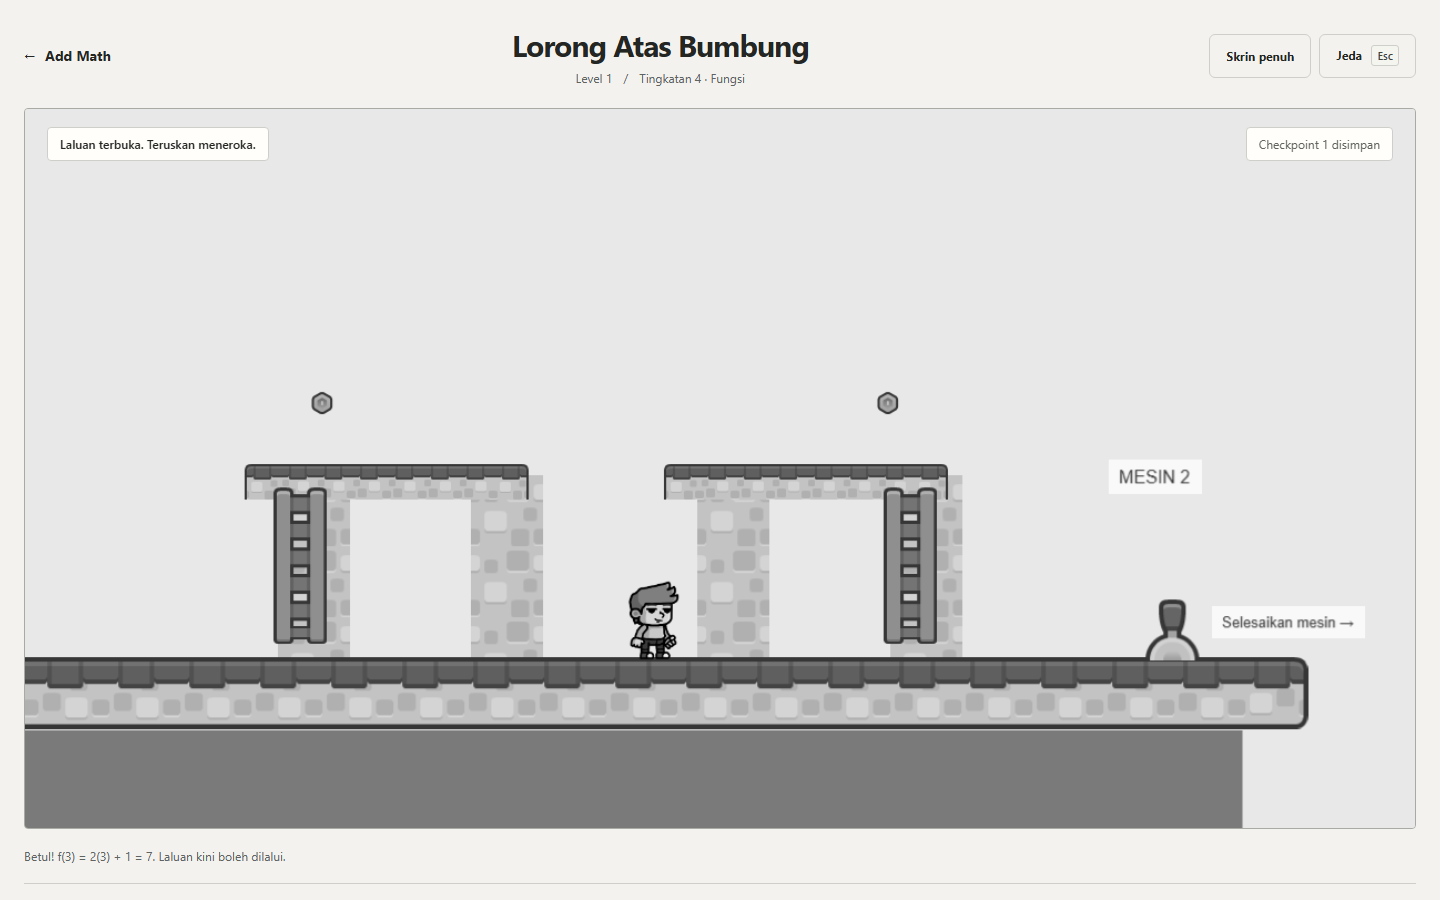 ← Add Math
Lorong Atas Bumbung
Level 1 / Tingkatan 4 · Fungsi
Skrin penuh
Jeda Esc
Laluan terbuka. Teruskan meneroka.
Checkpoint 1 disimpan
MESIN 2
Selesaikan mesin →
Betul! f(3) = 2(3) + 1 = 7. Laluan kini boleh dilalui.